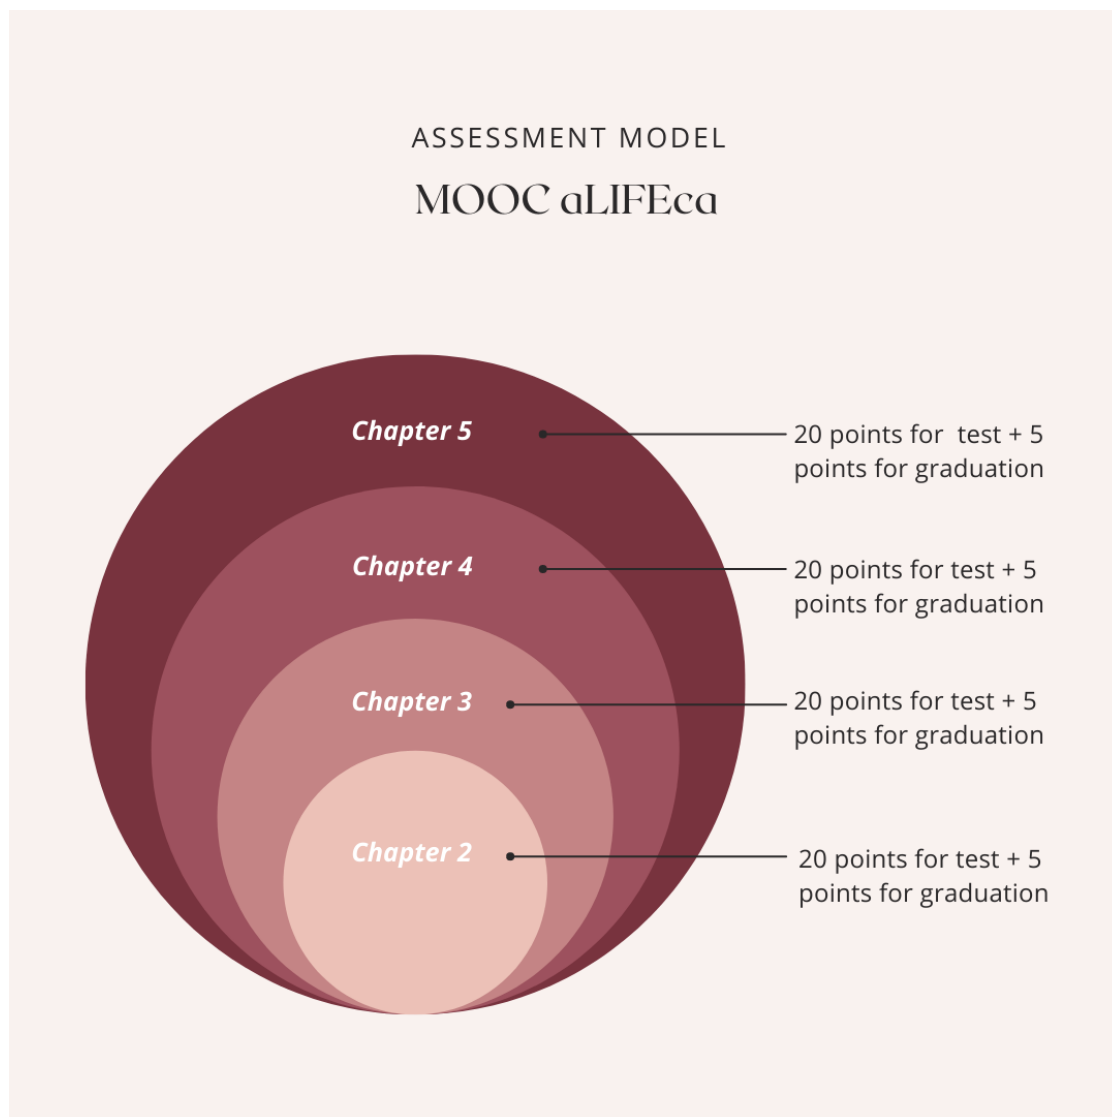 ASSESSMENT MODEL
MOOC aLIFEca
Chapter 5
20 points for  test + 5
points for graduation
Chapter 4
20 points for test + 5
points for graduation
Chapter 3
20 points for test + 5
points for graduation
Chapter 2
20 points for test + 5
points for graduation